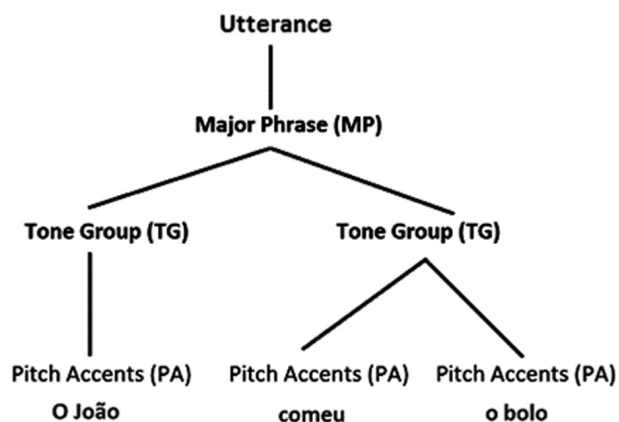 Utterance
Major Phrase (MP)
Tone Group (TG) Tone Group (TG)
Pitch Accents (PA) Pitch Accents (PA) Pitch Accents (PA)
O João comeu o bolo